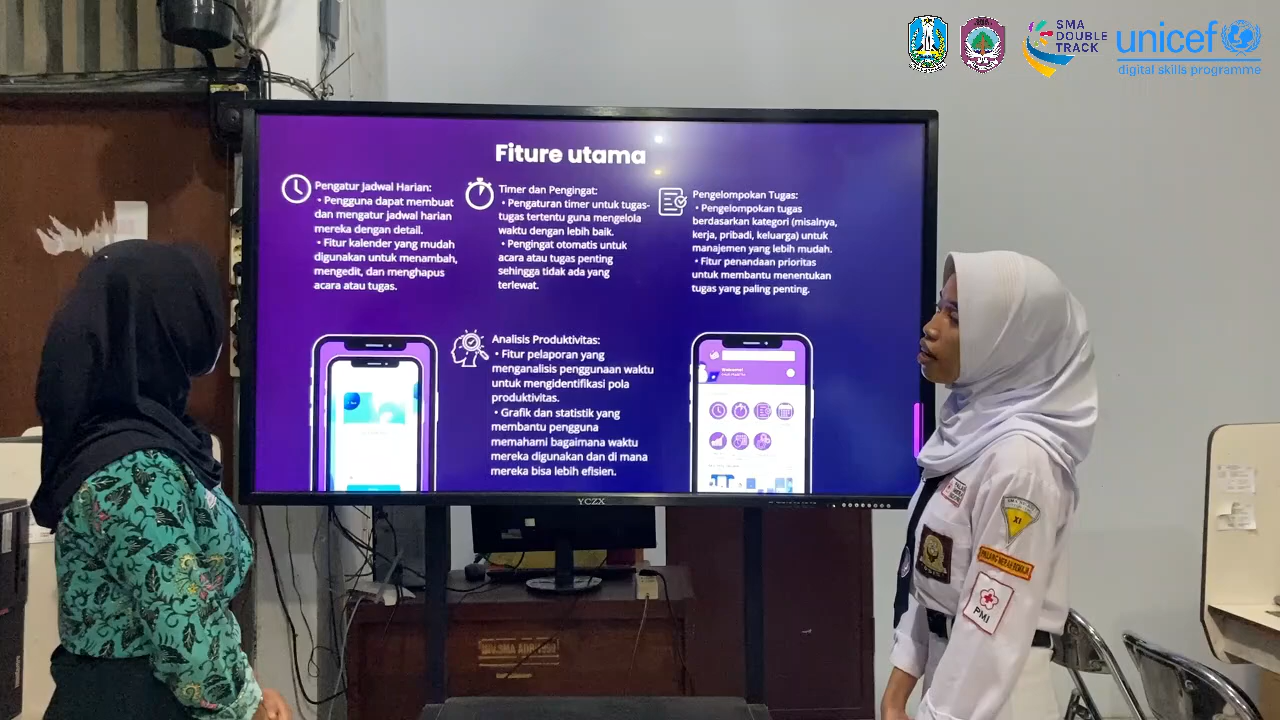 SMA
DOUBLE
TRACK
unicef
digital skills programme
Fiture utama
Pengatur Jadwal Harian:
• Pengguna dapat membuat
dan mengatur jadwal harian
mereka dengan detail.
• Fitur kalender yang mudah
digunakan untuk menambah,
mengedit, dan menghapus
acara atau tugas.
Timer dan Pengingat:
• Pengaturan timer untuk tugas-
tugas tertentu guna mengelola
waktu dengan lebih baik.
• Pengingat otomatis untuk
acara atau tugas penting
sehingga tidak ada yang
terlewat.
Pengelompokan Tugas:
• Pengelompokan tugas
berdasarkan kategori (misalnya,
kerja, pribadi, keluarga) untuk
manajemen yang lebih mudah.
• Fitur penandaan prioritas
untuk membantu menentukan
tugas yang paling penting.
Analisis Produktivitas:
• Fitur pelaporan yang
menganalisis penggunaan waktu
untuk mengidentifikasi pola
produktivitas.
• Grafik dan statistik yang
membantu pengguna
memahami bagaimana waktu
mereka digunakan dan di mana
mereka bisa lebih efisien.
Welcome!
YCZX
XI
PALANG MERAH REMAJA
PMI